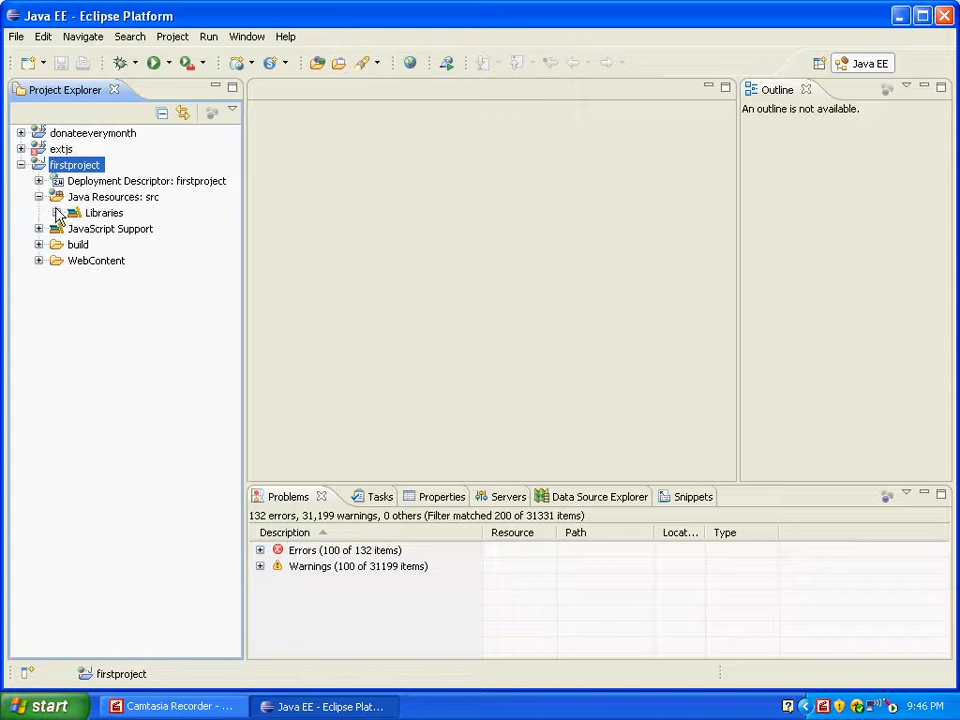 Java EE - Eclipse Platform
File Edit Navigate Search Project Run Window Help
Java EE
Project Explorer
Outline
An outline is not available.
donateeverymonth
extjs
firstproject
Deployment Descriptor: firstproject
Java Resources: src
Libraries
JavaScript Support
build
WebContent
Problems Tasks Properties Servers Data Source Explorer Snippets
132 errors, 31,199 warnings, 0 others (Filter matched 200 of 31331 items)
Description Resource Path Locat... Type
Errors (100 of 132 items)
Warnings (100 of 31199 items)
firstproject
start Camtasia Recorder - ... Java EE - Eclipse Plat... 9:46 PM